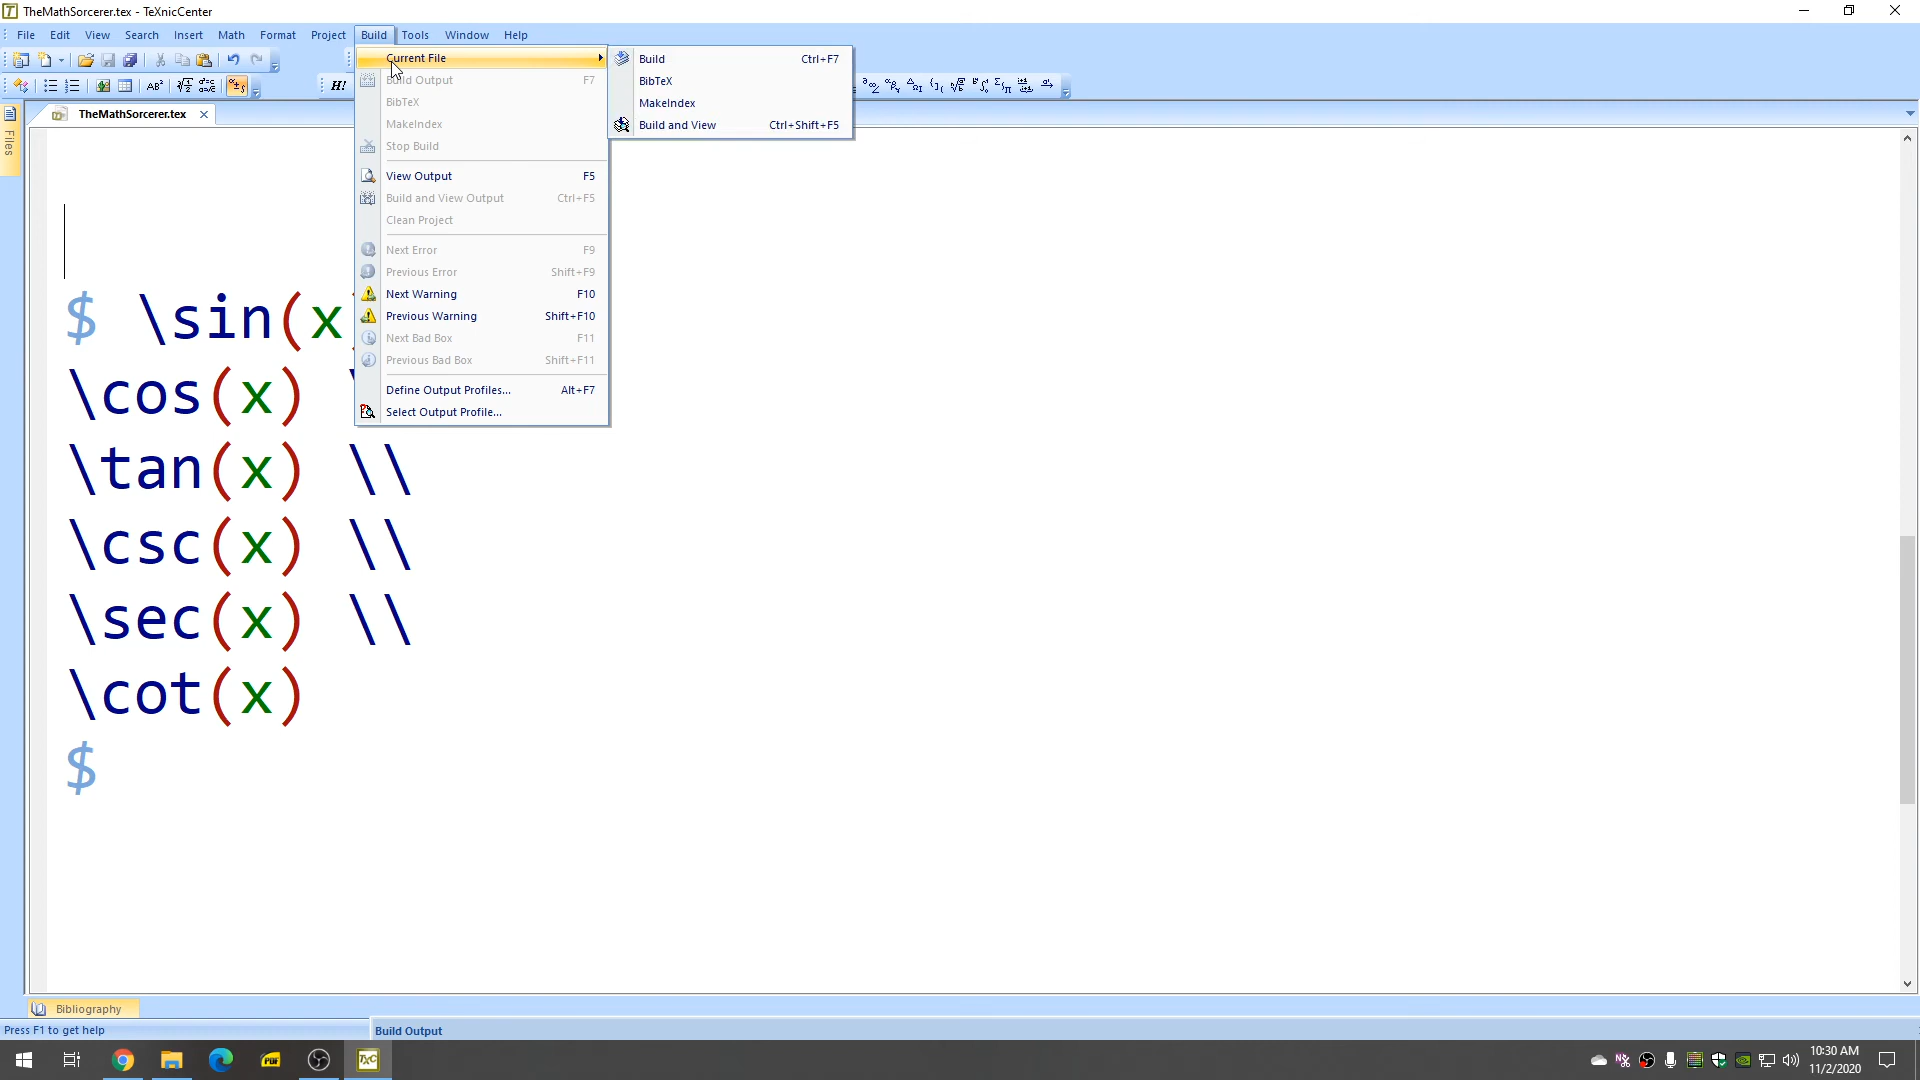 TheMathSorcerer.tex - TeXnicCenter
File Edit View Search Insert Math Format Project Build Tools Window Help
TheMathSorcerer.tex
Files
Current File
Build Output F7
BibTeX
MakeIndex
Stop Build
View Output F5
Build and View Output Ctrl+F5
Clean Project
Next Error F9
Previous Error Shift+F9
Next Warning F10
Previous Warning Shift+F10
Next Bad Box F11
Previous Bad Box Shift+F11
Define Output Profiles... Alt+F7
Select Output Profile...
Build Ctrl+F7
BibTeX
MakeIndex
Build and View Ctrl+Shift+F5
$ \sin(x
\cos(x)
\tan(x) \\
\csc(x) \\
\sec(x) \\
\cot(x)
$
Bibliography
Press F1 to get help
Build Output
10:30 AM
11/2/2020